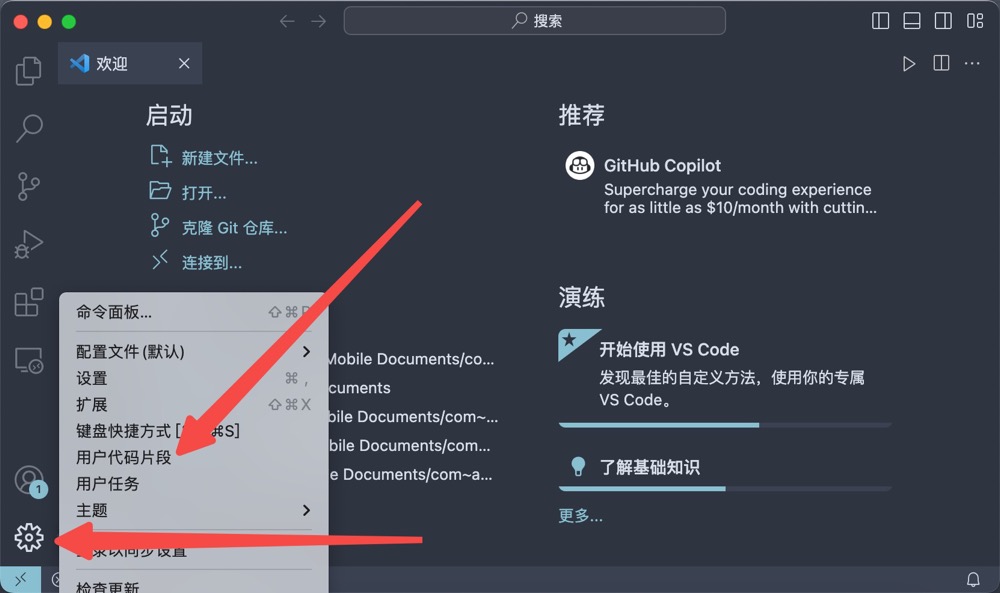 搜索
欢迎
启动
新建文件...
打开...
克隆 Git 仓库...
连接到...
Mobile Documents/co...
cuments
bile Documents/com~...
bile Documents/com...
e Documents/com~a...
推荐
GitHub Copilot
Supercharge your coding experience
for as little as $10/month with cuttin...
演练
开始使用 VS Code
发现最佳的自定义方法，使用你的专属
VS Code。
了解基础知识
更多...
命令面板... ⇧⌘P
配置文件 (默认)
设置 ⌘ ,
扩展 ⇧⌘X
键盘快捷方式 [ ⌘S]
用户代码片段
用户任务
主题
录以同步设置
检查更新
1